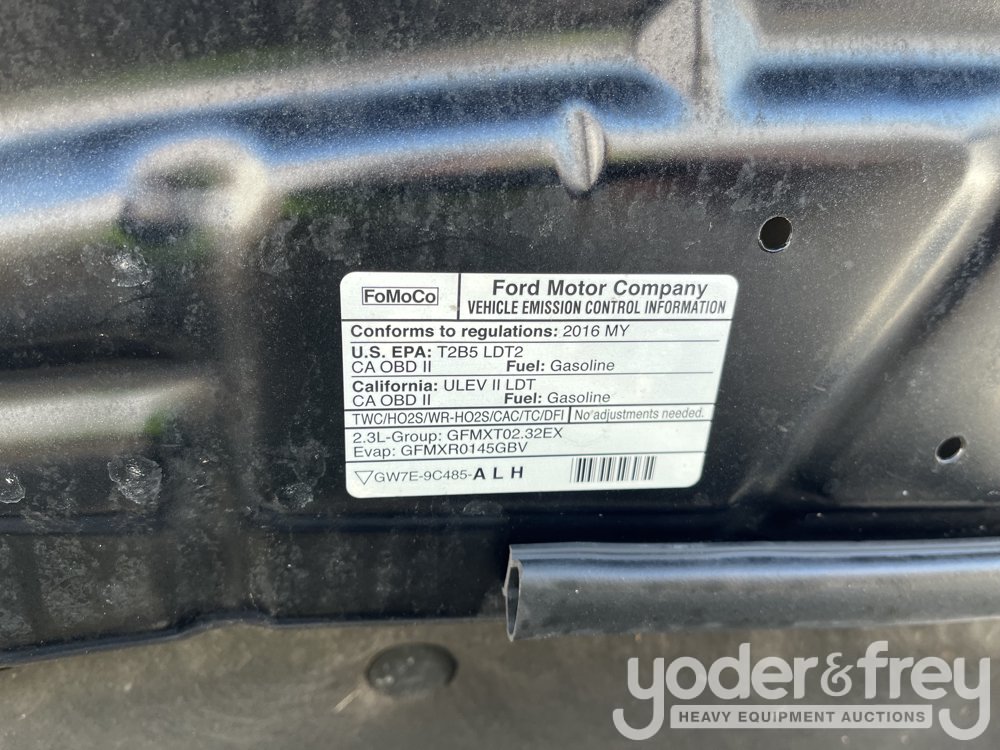 FoMoCo
Ford Motor Company
VEHICLE EMISSION CONTROL INFORMATION
Conforms to regulations: 2016 MY
U.S. EPA: T2B5 LDT2
CA OBD II Fuel: Gasoline
California: ULEV II LDT
CA OBD II Fuel: Gasoline
TWC/HO2S/WR-HO2S/CAC/TC/DFI No adjustments needed.
2.3L-Group: GFMXT02.32EX
Evap: GFMXR0145GBV
▽GW7E-9C485-A L H
yoder&frey
HEAVY EQUIPMENT AUCTIONS